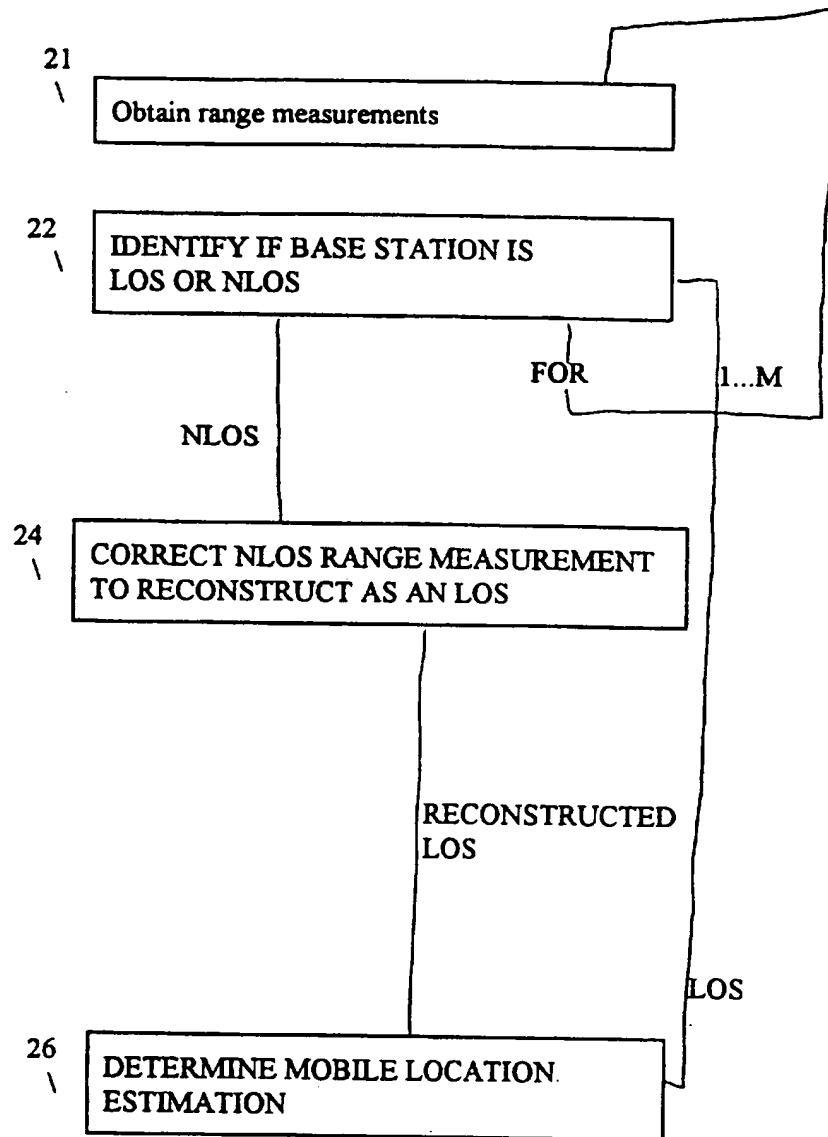 21
Obtain range measurements
22
IDENTIFY IF BASE STATION IS
LOS OR NLOS
FOR 1...M
NLOS
24
CORRECT NLOS RANGE MEASUREMENT
TO RECONSTRUCT AS AN LOS
RECONSTRUCTED
LOS
LOS
26
DETERMINE MOBILE LOCATION
ESTIMATION